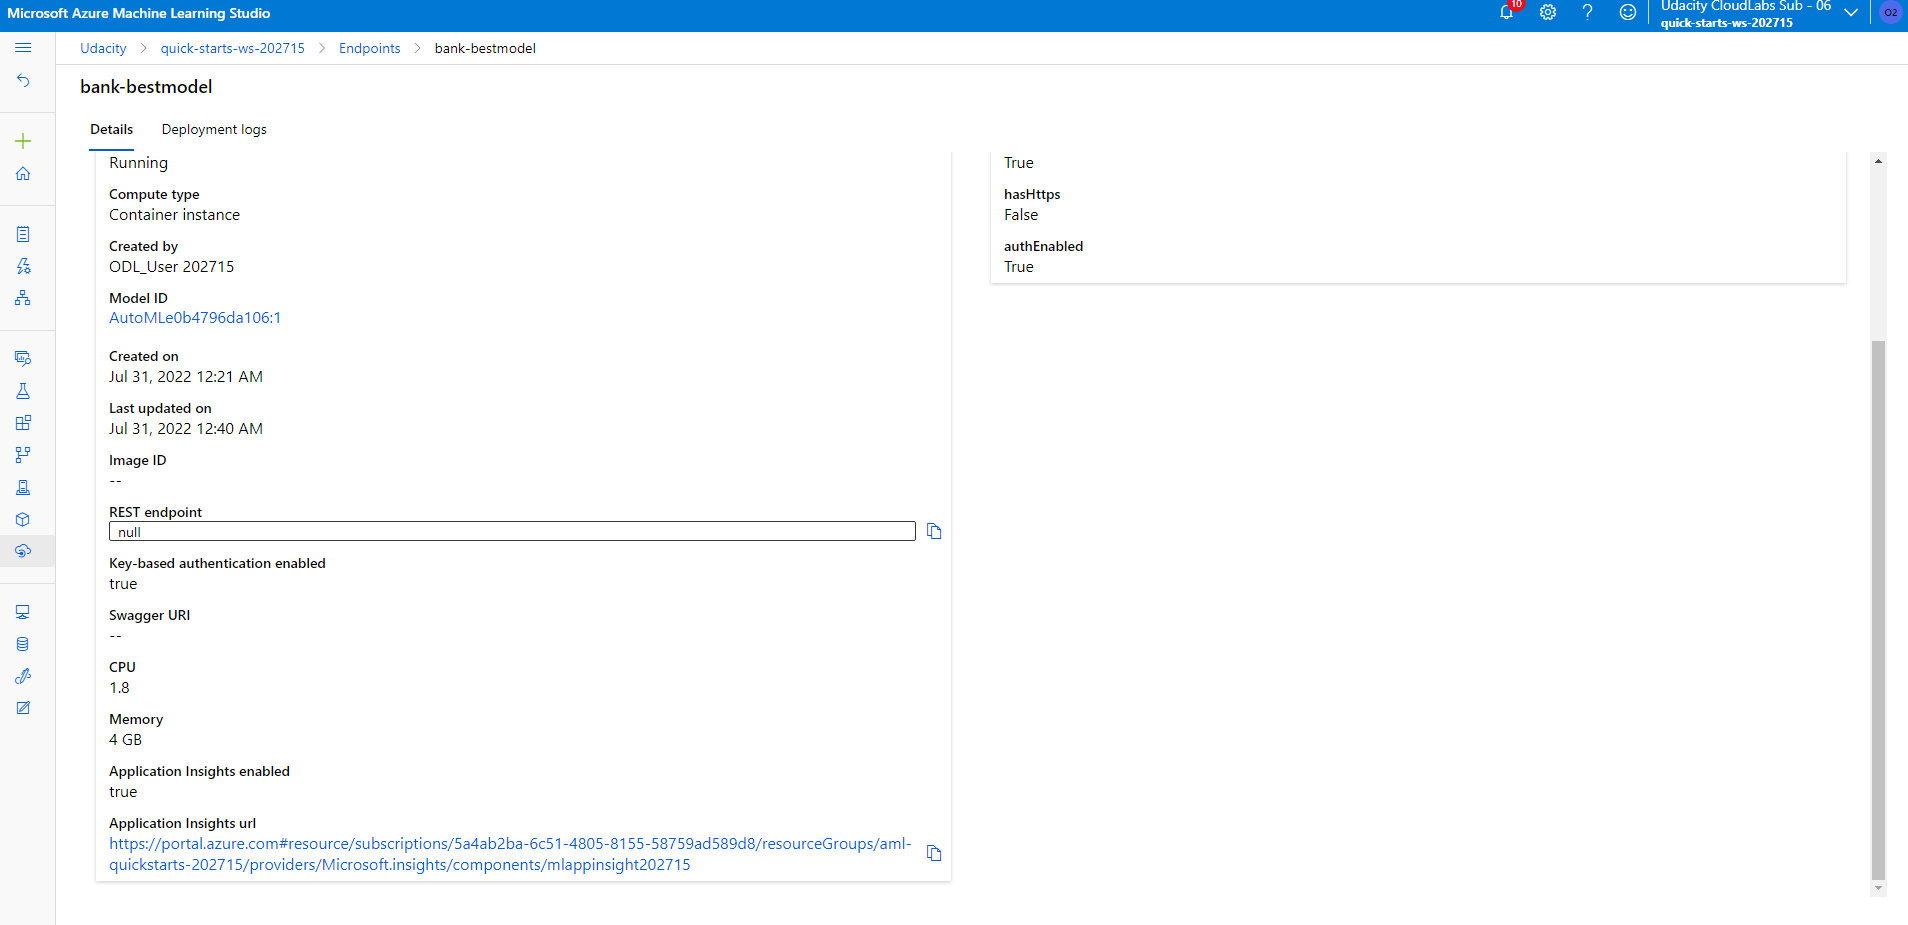 Microsoft Azure Machine Learning Studio
10
Udacity CloudLabs Sub - 06
quick-starts-ws-202715
O2
Udacity > quick-starts-ws-202715 > Endpoints > bank-bestmodel
bank-bestmodel
Details
Deployment logs
Running
Compute type
Container instance
Created by
ODL_User 202715
Model ID
AutoMLe0b4796da106:1
Created on
Jul 31, 2022 12:21 AM
Last updated on
Jul 31, 2022 12:40 AM
Image ID
--
REST endpoint
null
Key-based authentication enabled
true
Swagger URI
--
CPU
1.8
Memory
4 GB
Application Insights enabled
true
Application Insights url
https://portal.azure.com#resource/subscriptions/5a4ab2ba-6c51-4805-8155-58759ad589d8/resourceGroups/aml-
quickstarts-202715/providers/Microsoft.insights/components/mlappinsight202715
True
hasHttps
False
authEnabled
True